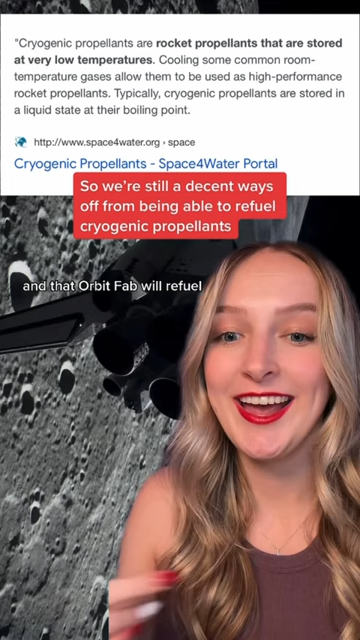 "Cryogenic propellants are rocket propellants that are stored
at very low temperatures. Cooling some common room-
temperature gases allow them to be used as high-performance
rocket propellants. Typically, cryogenic propellants are stored in
a liquid state at their boiling point.
http://www.space4water.org › space
Cryogenic Propellants - Space4Water Portal
So we're still a decent ways
off from being able to refuel
cryogenic propellants
and that Orbit Fab will refuel